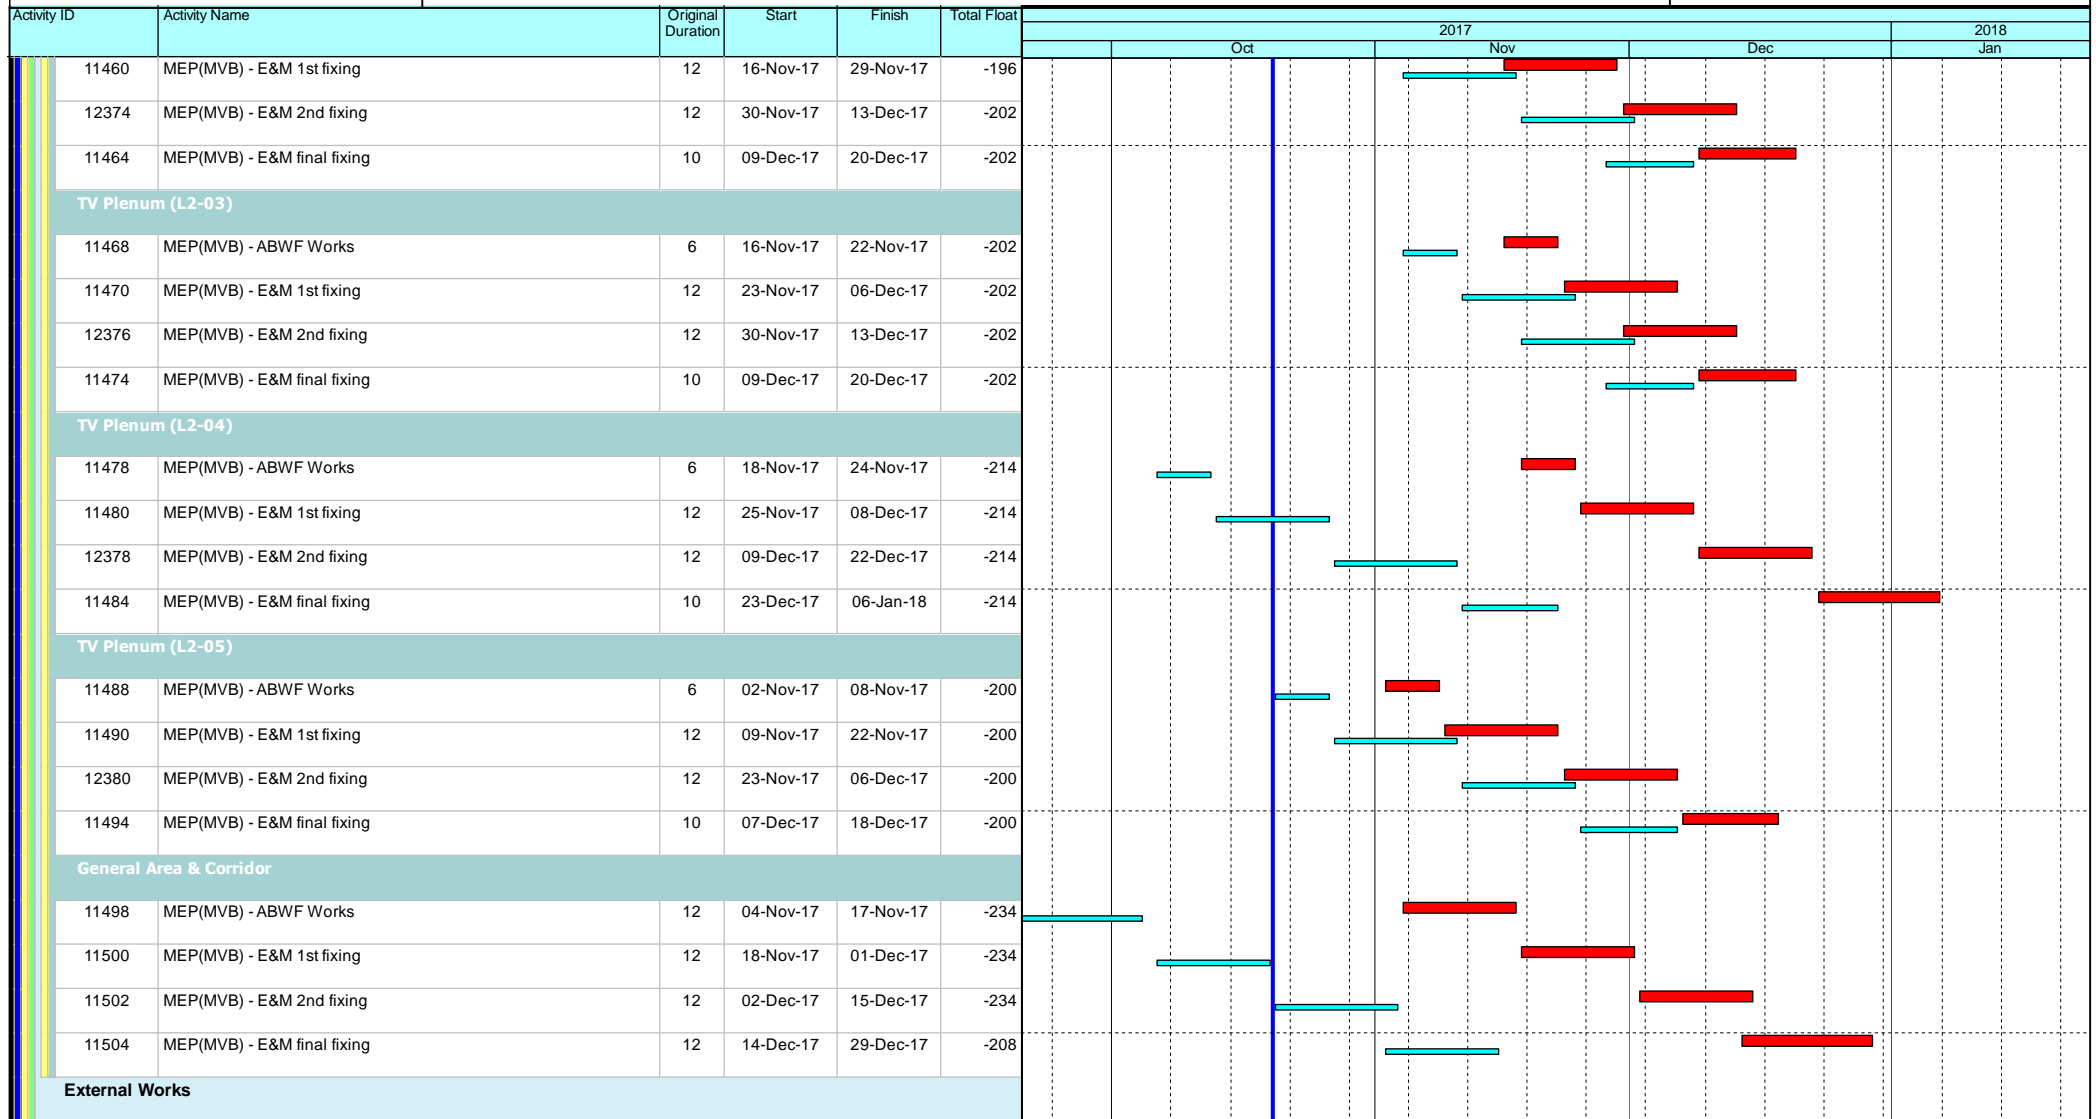 Activity ID Activity Name Original Duration Start Finish Total Float
2017 2018
Oct Nov Dec Jan
11460 MEP(MVB) - E&M 1st fixing 12 16-Nov-17 29-Nov-17 -196
12374 MEP(MVB) - E&M 2nd fixing 12 30-Nov-17 13-Dec-17 -202
11464 MEP(MVB) - E&M final fixing 10 09-Dec-17 20-Dec-17 -202
TV Plenum (L2-03)
11468 MEP(MVB) - ABWF Works 6 16-Nov-17 22-Nov-17 -202
11470 MEP(MVB) - E&M 1st fixing 12 23-Nov-17 06-Dec-17 -202
12376 MEP(MVB) - E&M 2nd fixing 12 30-Nov-17 13-Dec-17 -202
11474 MEP(MVB) - E&M final fixing 10 09-Dec-17 20-Dec-17 -202
TV Plenum (L2-04)
11478 MEP(MVB) - ABWF Works 6 18-Nov-17 24-Nov-17 -214
11480 MEP(MVB) - E&M 1st fixing 12 25-Nov-17 08-Dec-17 -214
12378 MEP(MVB) - E&M 2nd fixing 12 09-Dec-17 22-Dec-17 -214
11484 MEP(MVB) - E&M final fixing 10 23-Dec-17 06-Jan-18 -214
TV Plenum (L2-05)
11488 MEP(MVB) - ABWF Works 6 02-Nov-17 08-Nov-17 -200
11490 MEP(MVB) - E&M 1st fixing 12 09-Nov-17 22-Nov-17 -200
12380 MEP(MVB) - E&M 2nd fixing 12 23-Nov-17 06-Dec-17 -200
11494 MEP(MVB) - E&M final fixing 10 07-Dec-17 18-Dec-17 -200
General Area & Corridor
11498 MEP(MVB) - ABWF Works 12 04-Nov-17 17-Nov-17 -234
11500 MEP(MVB) - E&M 1st fixing 12 18-Nov-17 01-Dec-17 -234
11502 MEP(MVB) - E&M 2nd fixing 12 02-Dec-17 15-Dec-17 -234
11504 MEP(MVB) - E&M final fixing 12 14-Dec-17 29-Dec-17 -208
External Works